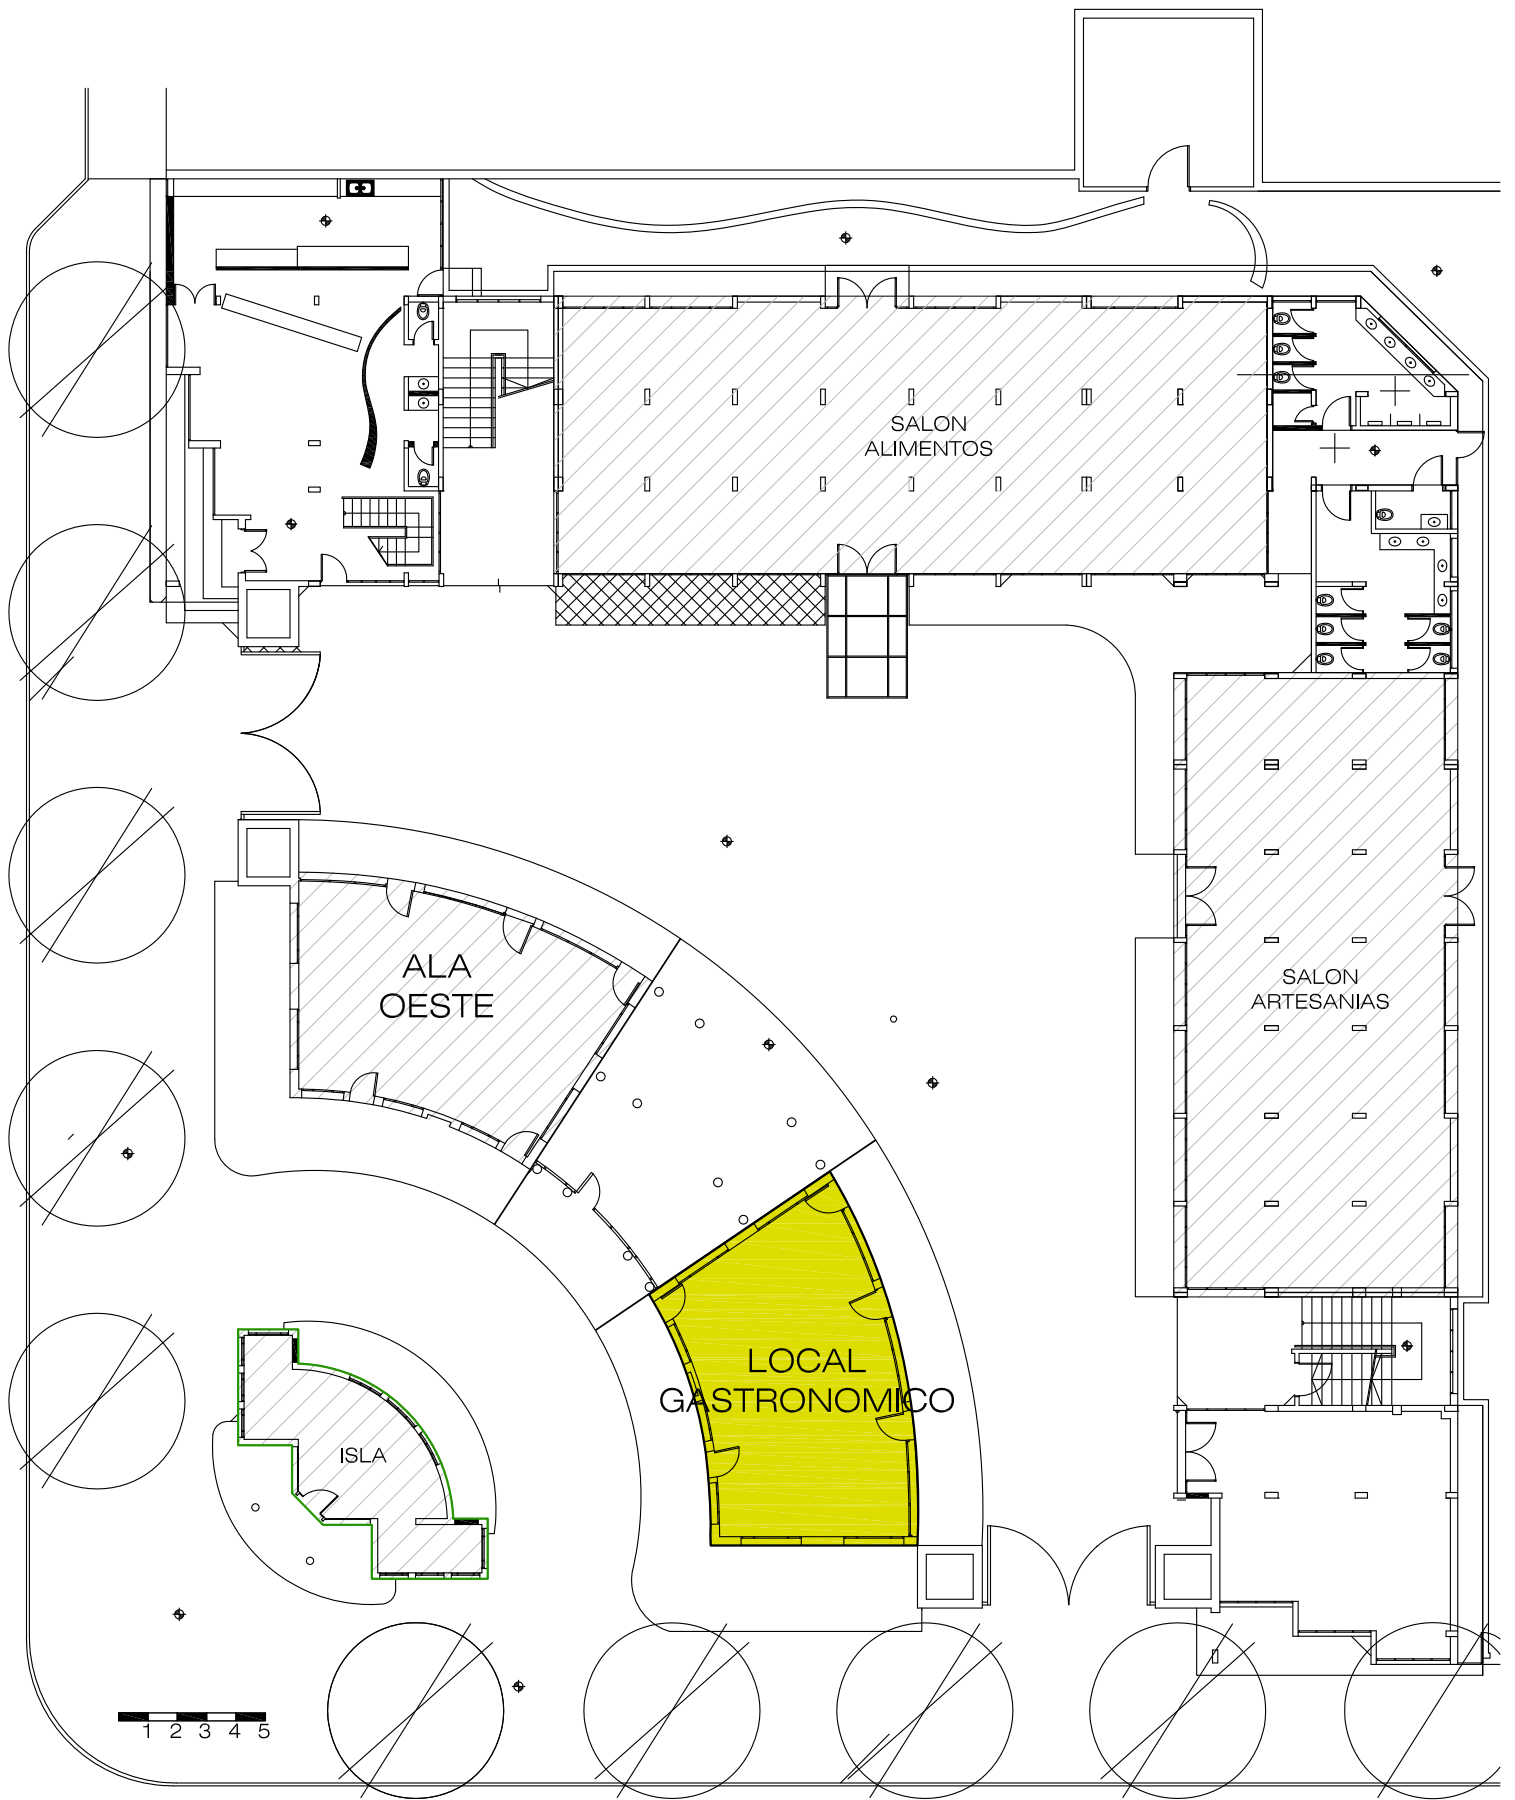 SALON
ALIMENTOS
ALA
OESTE
SALON
ARTESANIAS
LOCAL
GASTRONOMICO
ISLA
1 2 3 4 5